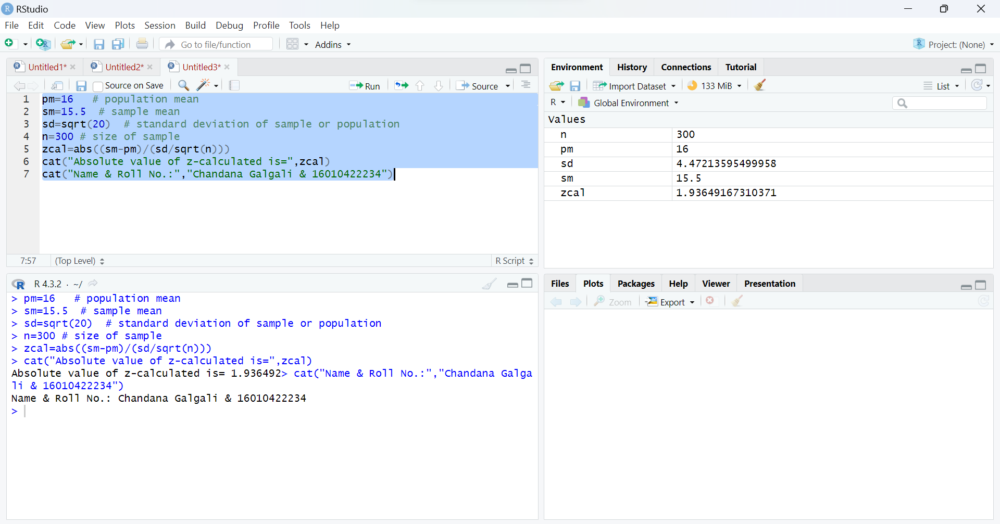 RStudio
File Edit Code View Plots Session Build Debug Profile Tools Help
Go to file/function Addins Project: (None)
Untitled1* Untitled2* Untitled3*
Source on Save Run Source
1 pm=16   # population mean
2 sm=15.5  # sample mean
3 sd=sqrt(20)  # standard deviation of sample or population
4 n=300 # size of sample
5 zcal=abs((sm-pm)/(sd/sqrt(n)))
6 cat("Absolute value of z-calculated is=",zcal)
7 cat("Name & Roll No.:","Chandana Galgali & 16010422234")
7:57 (Top Level) R Script
R 4.3.2 · ~/
> pm=16   # population mean
> sm=15.5  # sample mean
> sd=sqrt(20)  # standard deviation of sample or population
> n=300 # size of sample
> zcal=abs((sm-pm)/(sd/sqrt(n)))
> cat("Absolute value of z-calculated is=",zcal)
Absolute value of z-calculated is= 1.936492> cat("Name & Roll No.:","Chandana Galga
li & 16010422234")
Name & Roll No.: Chandana Galgali & 16010422234
>
Environment History Connections Tutorial
Import Dataset 133 MiB List
R Global Environment
Values
n 300
pm 16
sd 4.47213595499958
sm 15.5
zcal 1.93649167310371
Files Plots Packages Help Viewer Presentation
Zoom Export